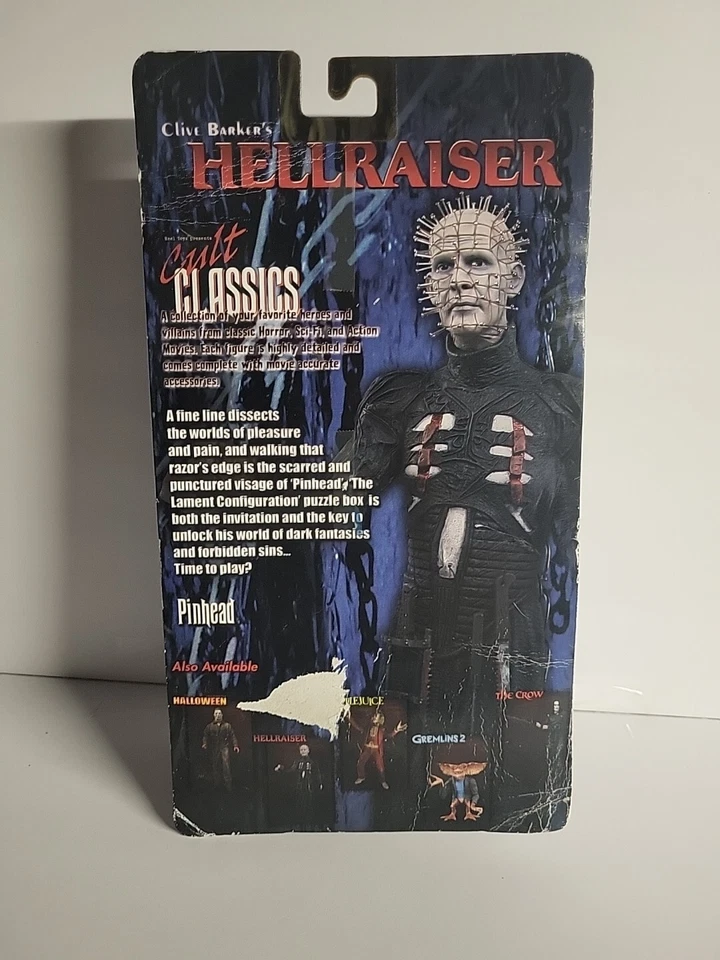 Clive Barker's
HELLRAISER
Reel Toys presents
Cult
CLASSICS
A collection of your favorite heroes and
villains from classic Horror, Sci-Fi, and Action
Movies. Each figure is highly detailed and
comes complete with movie accurate
accessories.
A fine line dissects
the worlds of pleasure
and pain, and walking that
razor's edge is the scarred and
punctured visage of 'Pinhead'. 'The
Lament Configuration' puzzle box is
both the invitation and the key to
unlock his world of dark fantasies
and forbidden sins...
Time to play?
Pinhead
Also Available
HALLOWEEN
HELLRAISER
LEJUICE
GREMLINS 2
THE CROW